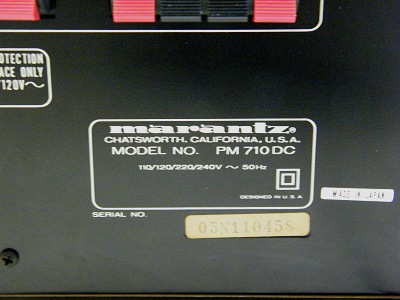 OTECTION
ACE ONLY
120V~
marantz®
CHATSWORTH, CALIFORNIA, U.S.A.
MODEL NO. PM 710 DC
110/120/220/240V ~ 50Hz
DESIGNED IN U.S.A.
MADE IN JAPAN
SERIAL NO.
05N110458